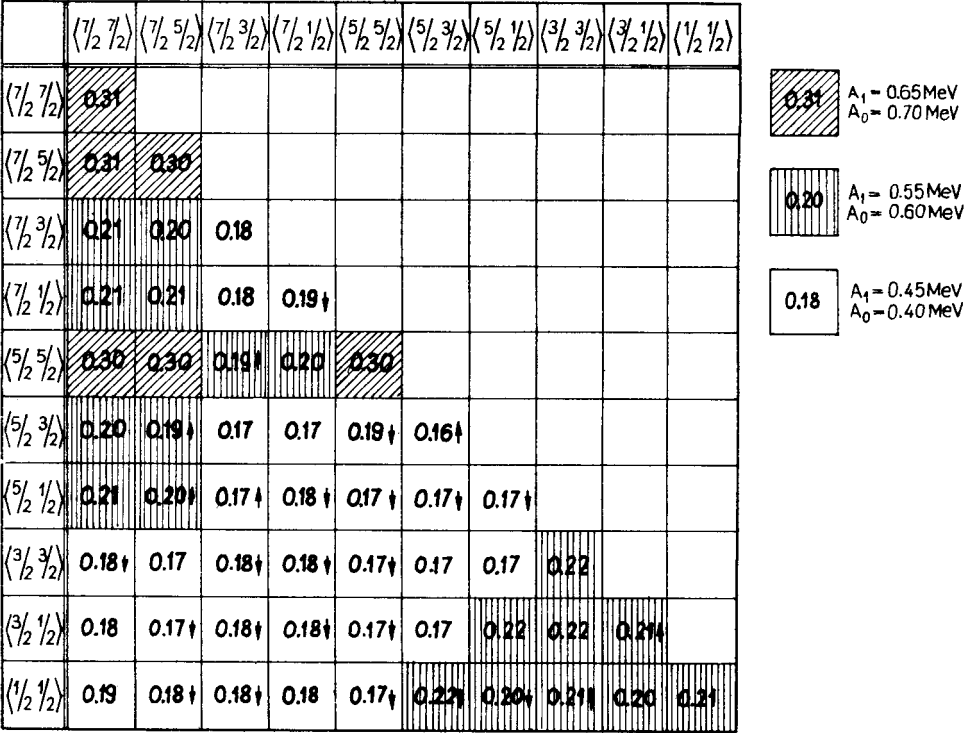 ⟨7/2 7/2⟩ ⟨7/2 5/2⟩ ⟨7/2 3/2⟩ ⟨7/2 1/2⟩ ⟨5/2 5/2⟩ ⟨5/2 3/2⟩ ⟨5/2 1/2⟩ ⟨3/2 3/2⟩ ⟨3/2 1/2⟩ ⟨1/2 1/2⟩
⟨7/2 7/2⟩ 0.31
⟨7/2 5/2⟩ 0.31 0.30
⟨7/2 3/2⟩ 0.21 0.20 0.18
⟨7/2 1/2⟩ 0.21 0.21 0.18 0.19
⟨5/2 5/2⟩ 0.30 0.30 0.19 0.20 0.30
⟨5/2 3/2⟩ 0.20 0.19 0.17 0.17 0.19 0.16
⟨5/2 1/2⟩ 0.21 0.20 0.17 0.18 0.17 0.17 0.17
⟨3/2 3/2⟩ 0.18 0.17 0.18 0.18 0.17 0.17 0.17 0.22
⟨3/2 1/2⟩ 0.18 0.17 0.18 0.18 0.17 0.17 0.22 0.22 0.21
⟨1/2 1/2⟩ 0.19 0.18 0.18 0.18 0.17 0.22 0.20 0.21 0.20 0.21
0.31 A₁ = 0.65 MeV
A₀ = 0.70 MeV
0.20 A₁ = 0.55 MeV
A₀ = 0.60 MeV
0.18 A₁ = 0.45 MeV
A₀ = 0.40 MeV